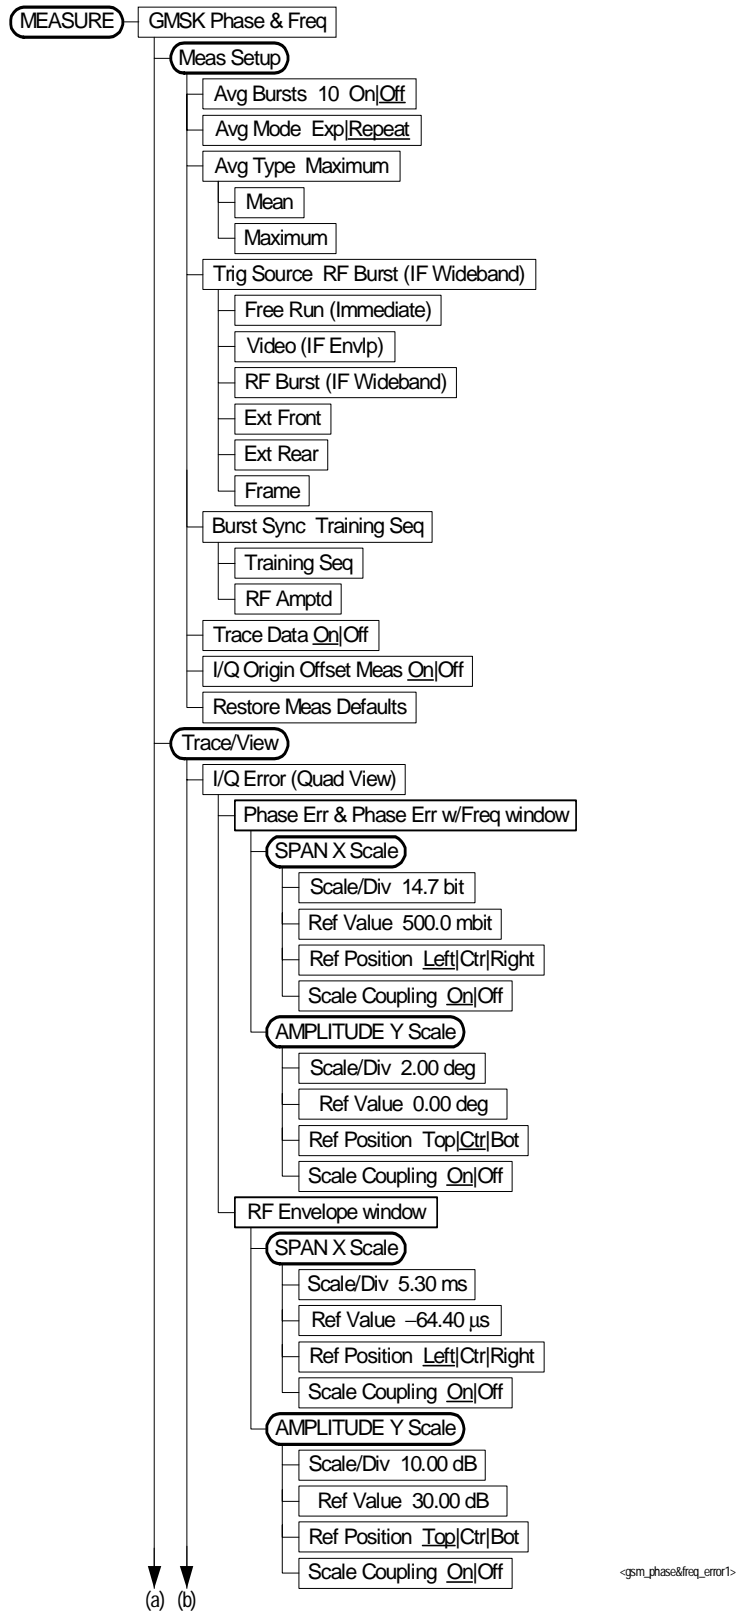 MEASURE GMSK Phase & Freq
Meas Setup
Avg Bursts 10 On|Off
Avg Mode Exp|Repeat
Avg Type Maximum
Mean
Maximum
Trig Source RF Burst (IF Wideband)
Free Run (Immediate)
Video (IF Envlp)
RF Burst (IF Wideband)
Ext Front
Ext Rear
Frame
Burst Sync Training Seq
Training Seq
RF Amptd
Trace Data On|Off
I/Q Origin Offset Meas On|Off
Restore Meas Defaults
Trace/View
I/Q Error (Quad View)
Phase Err & Phase Err w/Freq window
SPAN X Scale
Scale/Div 14.7 bit
Ref Value 500.0 mbit
Ref Position Left|Ctr|Right
Scale Coupling On|Off
AMPLITUDE Y Scale
Scale/Div 2.00 deg
Ref Value 0.00 deg
Ref Position Top|Ctr|Bot
Scale Coupling On|Off
RF Envelope window
SPAN X Scale
Scale/Div 5.30 ms
Ref Value –64.40 µs
Ref Position Left|Ctr|Right
Scale Coupling On|Off
AMPLITUDE Y Scale
Scale/Div 10.00 dB
Ref Value 30.00 dB
Ref Position Top|Ctr|Bot
Scale Coupling On|Off
<gsm_phase&freq_error1>
(a) (b)